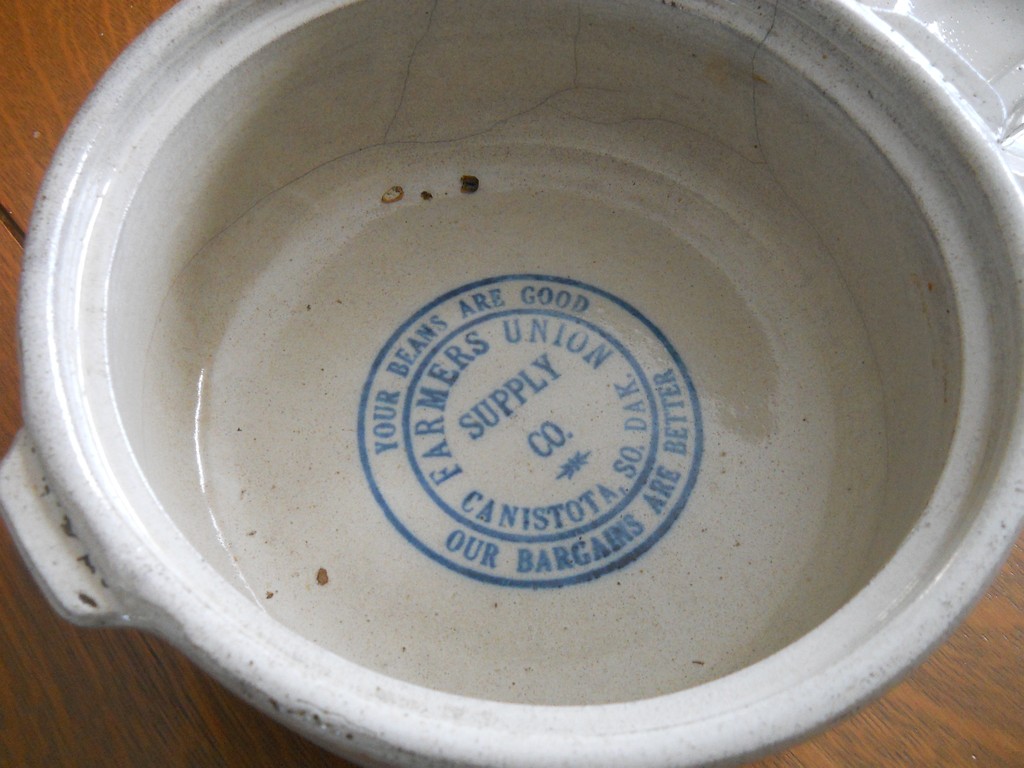 YOUR BEANS ARE GOOD
FARMERS UNION
SUPPLY
CO.
CANISTOTA, SO. DAK.
OUR BARGAINS ARE BETTER